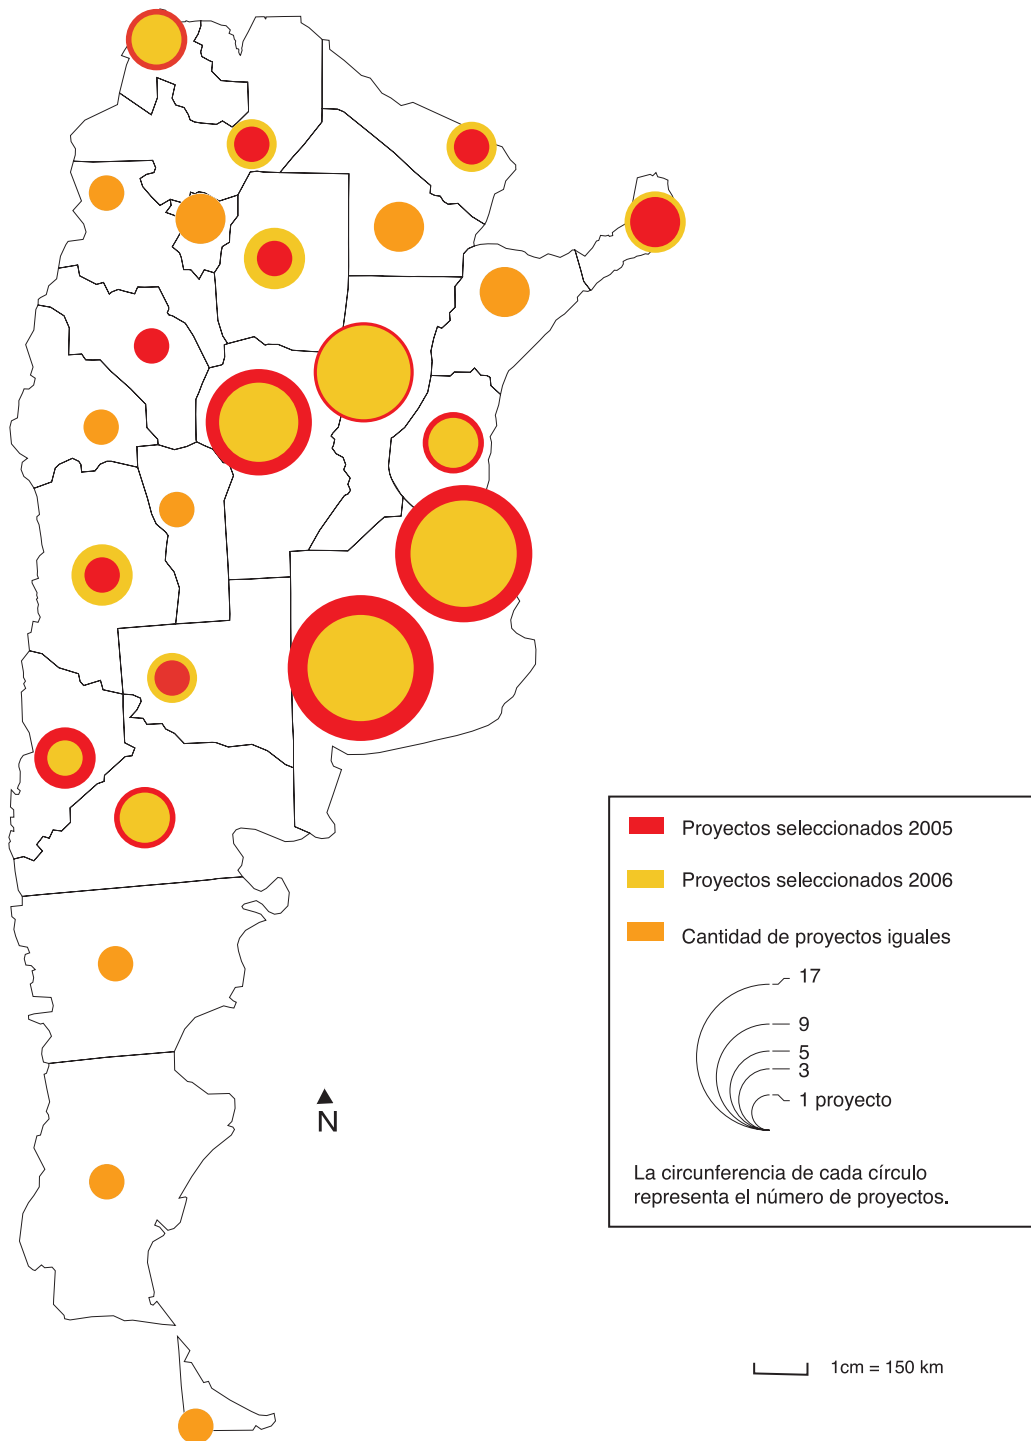 Proyectos seleccionados 2005
Proyectos seleccionados 2006
Cantidad de proyectos iguales
17
9
5
3
1 proyecto
N
La circunferencia de cada círculo
representa el número de proyectos.
1cm = 150 km